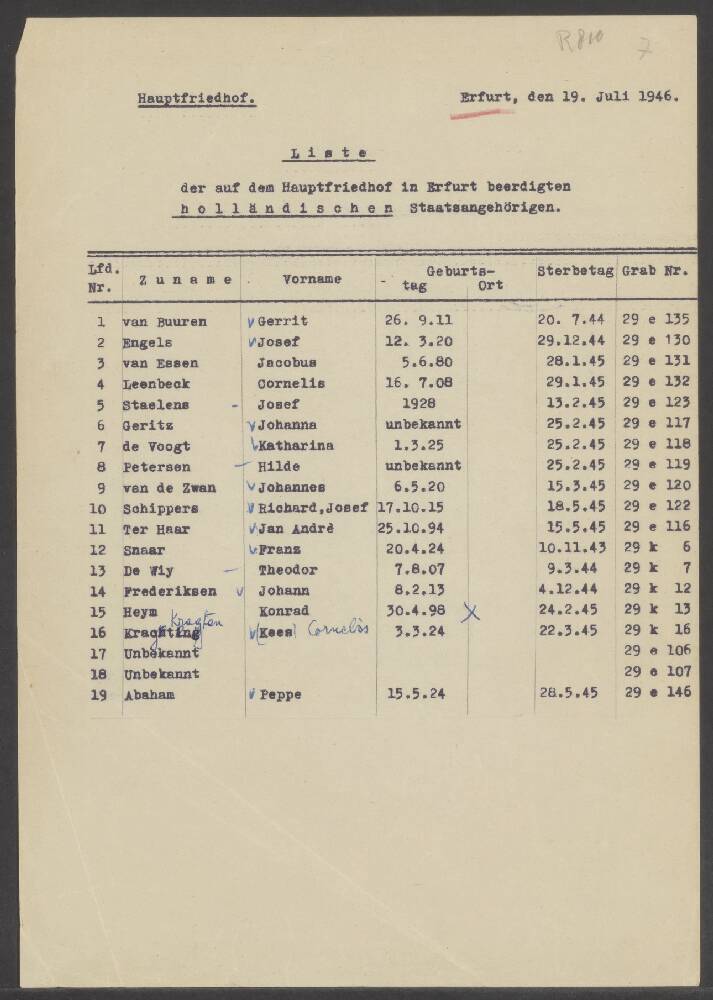 R 810 7
Hauptfriedhof. Erfurt, den 19. Juli 1946.
L i s t e
der auf dem Hauptfriedhof in Erfurt beerdigten
h o l l ä n d i s c h e n Staatsangehörigen.
Lfd. Geburts- Sterbetag Grab Nr.
Nr. Z u n a m e Vorname - tag Ort
1 van Buuren Gerrit 26. 9.11 20. 7.44 29 e 135
2 Engels Josef 12. 3.20 29.12.44 29 e 130
3 van Essen Jacobus 5.6.80 28.1.45 29 e 131
4 Leenbeck Cornelis 16. 7.08 29.1.45 29 e 132
5 Staelens - Josef 1928 13.2.45 29 e 123
6 Geritz Johanna unbekannt 25.2.45 29 e 117
7 de Voogt Katharina 1.3.25 25.2.45 29 e 118
8 Petersen - Hilde unbekannt 25.2.45 29 e 119
9 van de Zwan Johannes 6.5.20 15.3.45 29 e 120
10 Schippers Richard,Josef 17.10.15 18.5.45 29 e 122
11 Ter Haar Jan Andrè 25.10.94 15.5.45 29 e 116
12 Snaar Franz 20.4.24 10.11.43 29 k 6
13 De Wiy - Theodor 7.8.07 9.3.44 29 k 7
14 Frederiksen Johann 8.2.13 4.12.44 29 k 12
15 Heym Konrad 30.4.98 X 24.2.45 29 k 13
Kragten
16 Krachting (Kees) Cornelis 3.3.24 22.3.45 29 k 16
17 Unbekannt 29 e 106
18 Unbekannt 29 e 107
19 Abaham Peppe 15.5.24 28.5.45 29 e 146